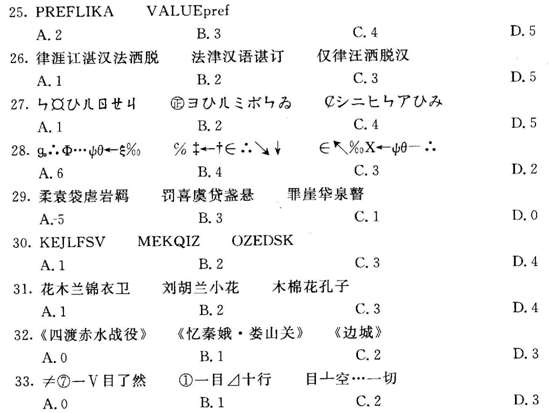 25. PREFLIKA VALUEpref
A. 2 B. 3 C. 4 D. 5
26. 律涯讧湛汉法洒脱 法津汉语谌订 仅律汪洒脱汉
A. 1 B. 2 C. 3 D. 5
27. ㄣ¤ひ儿日せ丩 ㊣ヨひ儿ミボㄣゐ ₡シニヒㄣアひみ
A. 1 B. 2 C. 4 D. 5
28. g∴Φ…ψθ←ξ‰ ℅‡←†∈∴↘↓ ∈↖‰X←ψθ—∴
A. 6 B. 4 C. 3 D. 2
29. 柔袁袋虐岩羁 罚喜虞贷盏悬 罪崖牮泉瞽
A. 5 B. 3 C. 1 D. 0
30. KEJLFSV MEKQIZ OZEDSK
A. 1 B. 2 C. 3 D. 4
31. 花木兰锦衣卫 刘胡兰小花 木棉花孔子
A. 1 B. 2 C. 3 D. 4
32. 《四渡赤水战役》 《忆秦娥·娄山关》 《边城》
A. 0 B. 1 C. 2 D. 3
33. ≠⑦一V目了然 ①一目⊿十行 目┴空…一切
A. 0 B. 1 C. 2 D. 3